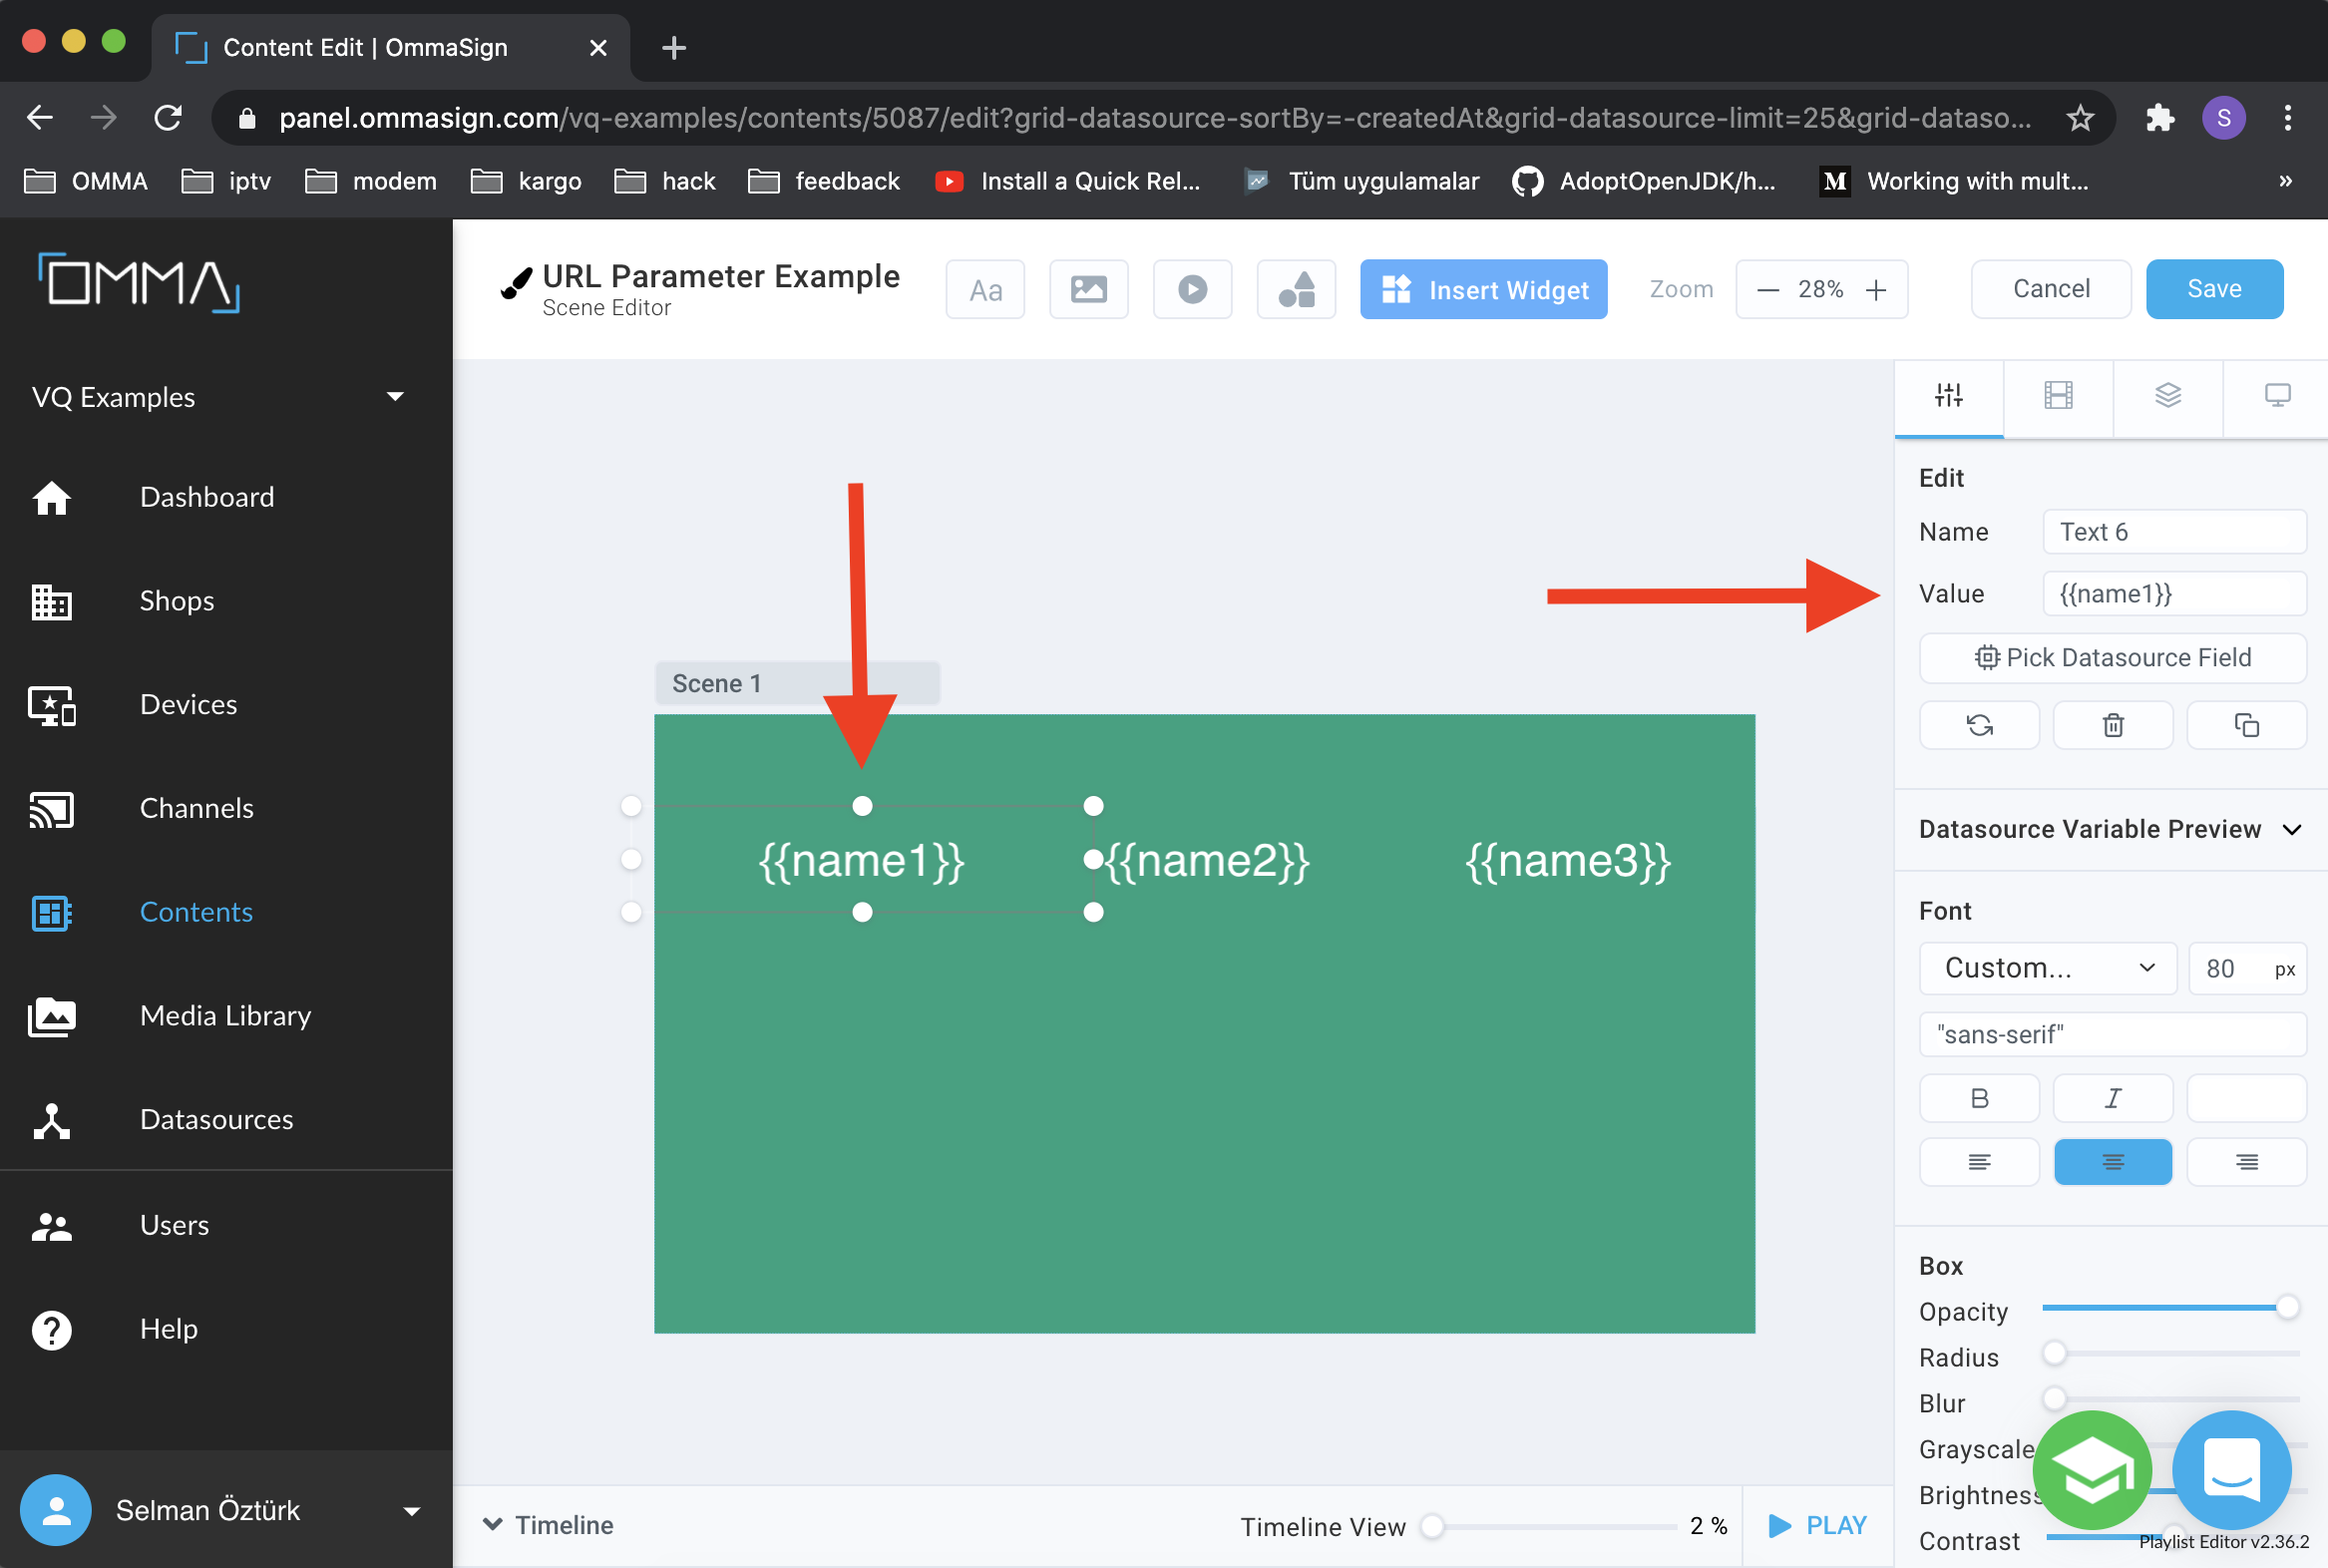 Content Edit | OmmaSign
panel.ommasign.com/vq-examples/contents/5087/edit?grid-datasource-sortBy=-createdAt&grid-datasource-limit=25&grid-dataso...
S
OMMA
iptv
modem
kargo
hack
feedback
Install a Quick Rel...
Tüm uygulamalar
AdoptOpenJDK/h...
M
Working with mult...
»
OMMA
VQ Examples
Dashboard
Shops
Devices
Channels
Contents
Media Library
Datasources
Users
Help
Selman Öztürk
URL Parameter Example
Scene Editor
Aa
Insert Widget
Zoom
28%
Cancel
Save
Scene 1
{{name1}}
{{name2}}
{{name3}}
Timeline
Timeline View
2 %
PLAY
Edit
Name
Text 6
Value
{{name1}}
Pick Datasource Field
Datasource Variable Preview
Font
Custom...
80
px
"sans-serif"
B
I
Box
Opacity
Radius
Blur
Grayscale
Brightness
Contrast
Playlist Editor v2.36.2